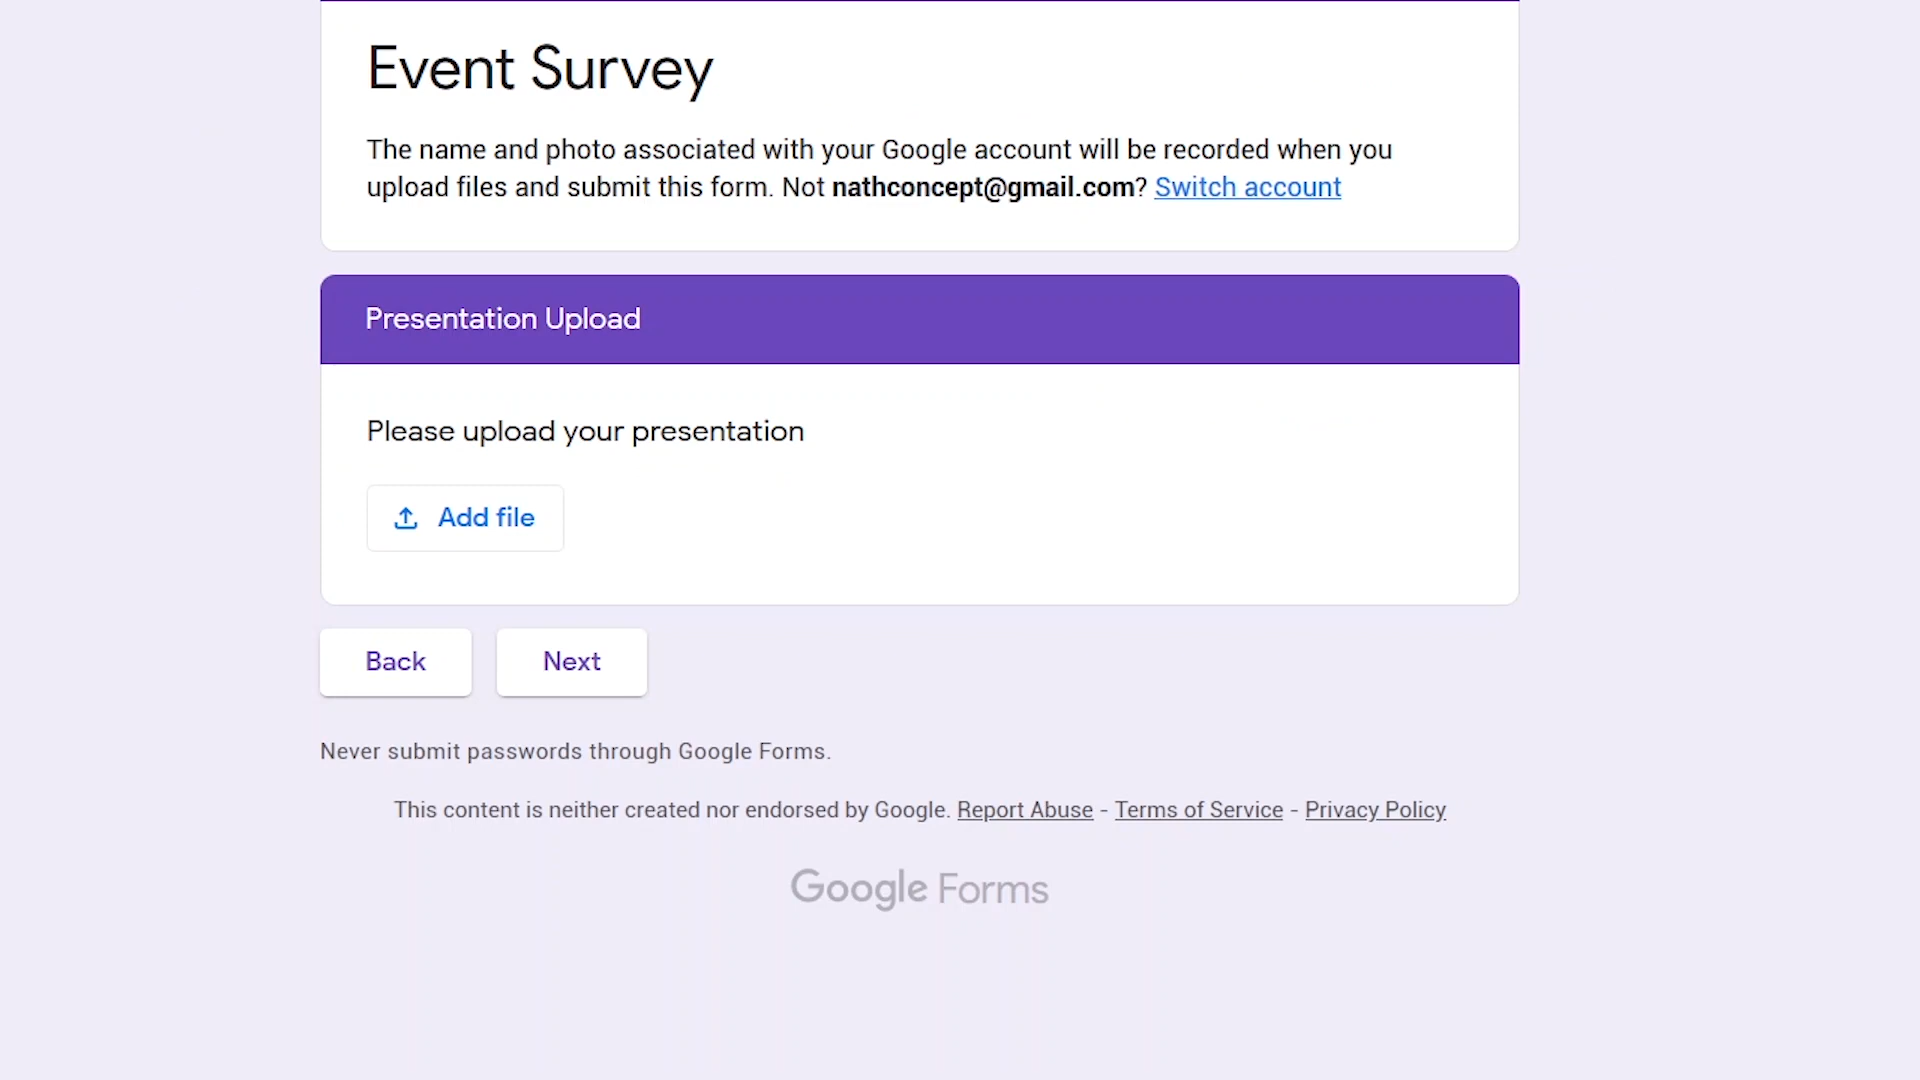 Event Survey
The name and photo associated with your Google account will be recorded when you
upload files and submit this form. Not nathconcept@gmail.com? Switch account
Presentation Upload
Please upload your presentation
Add file
Back Next
Never submit passwords through Google Forms.
This content is neither created nor endorsed by Google. Report Abuse - Terms of Service - Privacy Policy
Google Forms